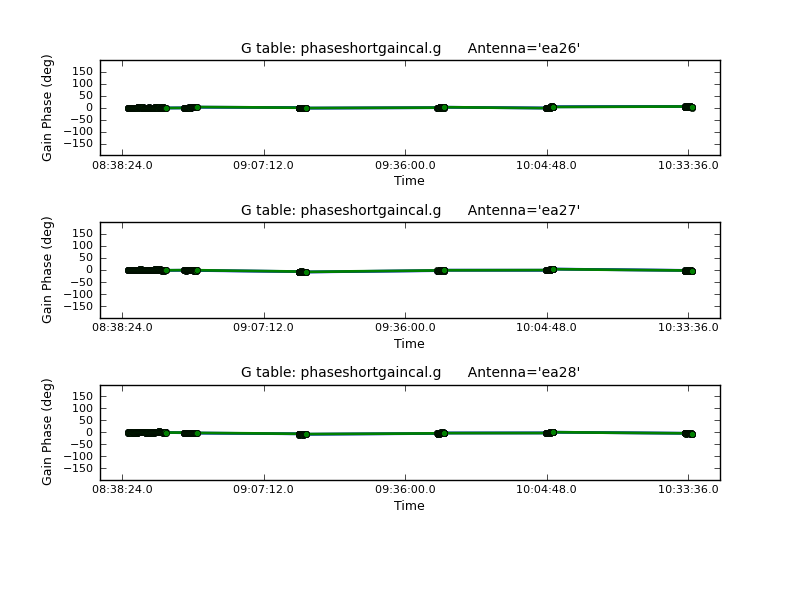 G table: phaseshortgaincal.g Antenna='ea26'
Gain Phase (deg)
150
100
50
0
−50
−100
−150
08:38:24.0 09:07:12.0 09:36:00.0 10:04:48.0 10:33:36.0
Time
G table: phaseshortgaincal.g Antenna='ea27'
Gain Phase (deg)
150
100
50
0
−50
−100
−150
08:38:24.0 09:07:12.0 09:36:00.0 10:04:48.0 10:33:36.0
Time
G table: phaseshortgaincal.g Antenna='ea28'
Gain Phase (deg)
150
100
50
0
−50
−100
−150
08:38:24.0 09:07:12.0 09:36:00.0 10:04:48.0 10:33:36.0
Time